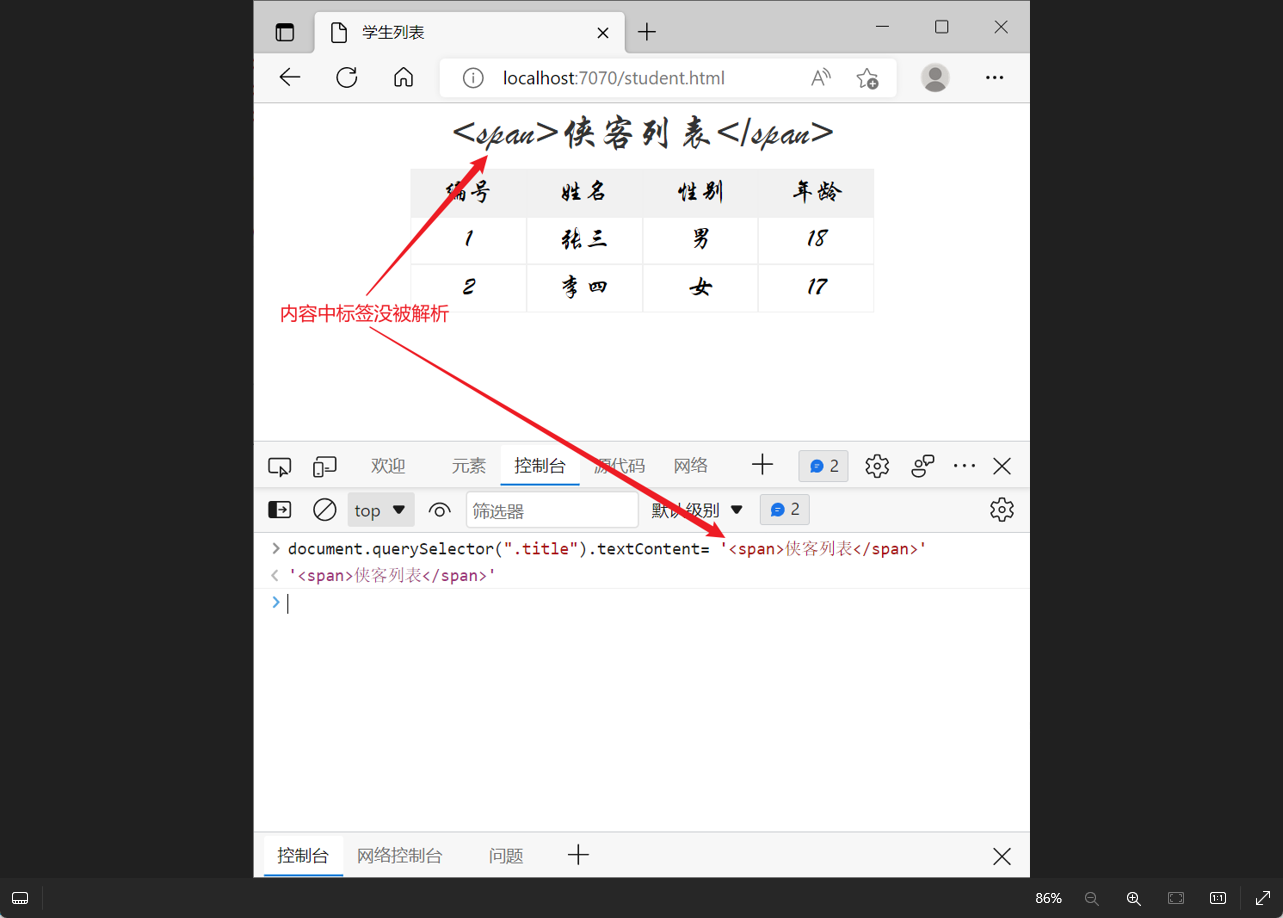 学生列表
localhost:7070/student.html
<span>侠客列表</span>
编号 姓名 性别 年龄
1 张三 男 18
2 李四 女 17
内容中标签没被解析
欢迎 元素 控制台 源代码 网络 2
top 筛选器 默认级别 2
document.querySelector(".title").textContent= '<span>侠客列表</span>'
'<span>侠客列表</span>'
控制台 网络控制台 问题
86% 1:1